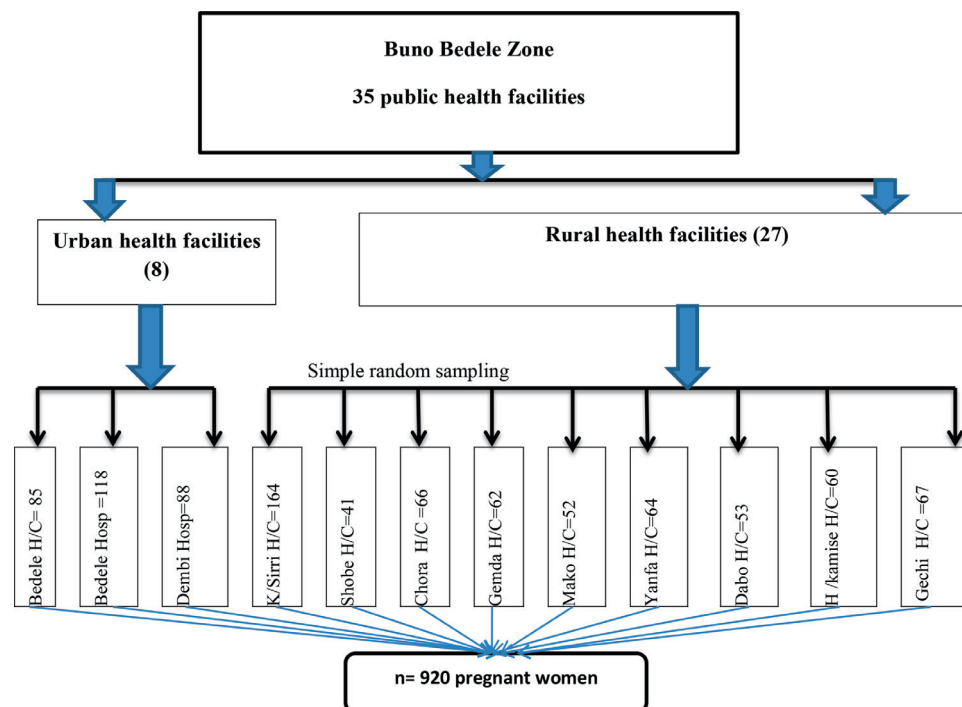 Buno Bedele Zone
35 public health facilities
Urban health facilities
(8)
Rural health facilities (27)
Simple random sampling
Bedele H/C= 85
Bedele Hosp =118
Dembi Hosp=88
K/Sirri H/C=164
Shobe H/C=41
Chora H/C=66
Gemda H/C=62
Mako H/C=52
Yanfa H/C=64
Dabo H/C=53
H /kamise H/C=60
Gechi H/C =67
n= 920 pregnant women